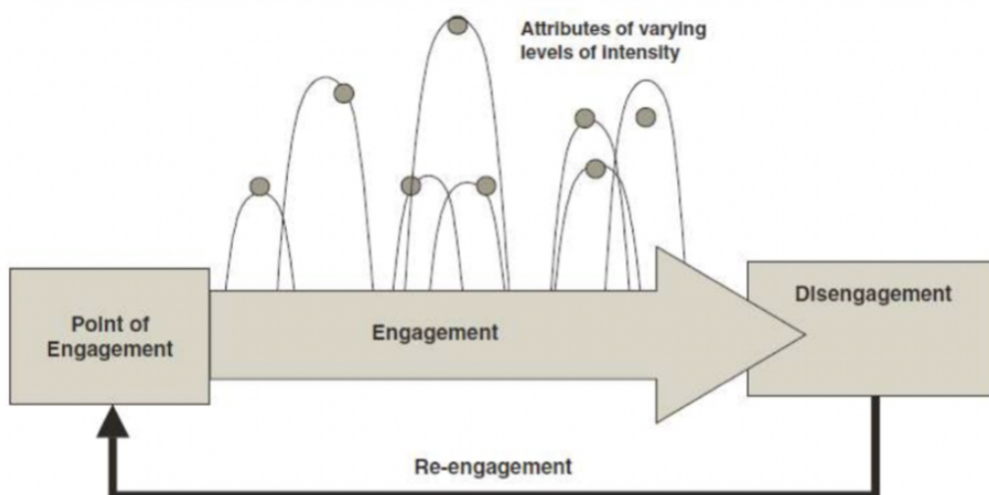 Attributes of varying
levels of Intensity
Point of
Engagement
Engagement
Disengagement
Re-engagement